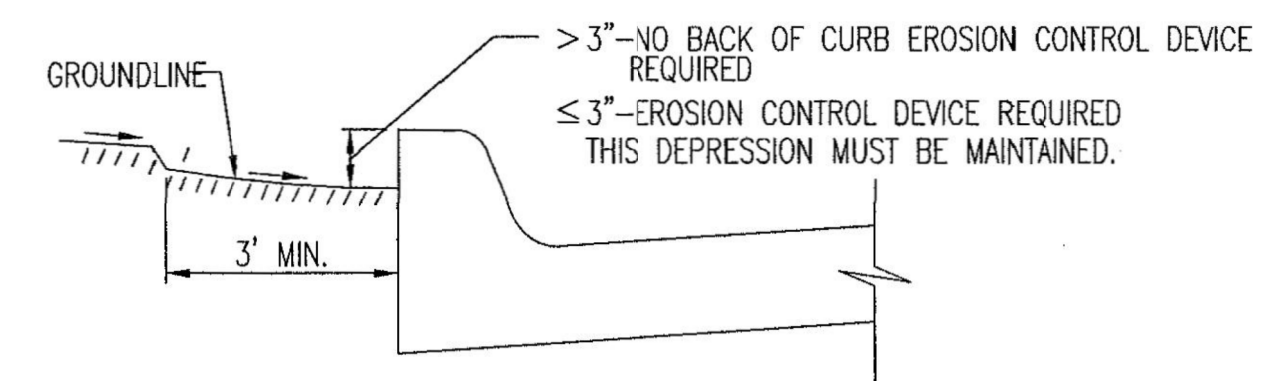 >3"-NO BACK OF CURB EROSION CONTROL DEVICE
REQUIRED
GROUNDLINE
≤3"-EROSION CONTROL DEVICE REQUIRED
THIS DEPRESSION MUST BE MAINTAINED.
3' MIN.